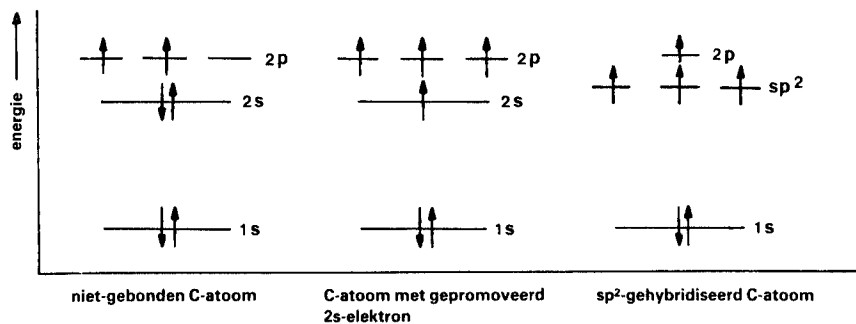 energie
2p
2s
1s
2p
2s
1s
2p
sp²
1s
niet-gebonden C-atoom
C-atoom met gepromoveerd
2s-elektron
sp²-gehybridiseerd C-atoom